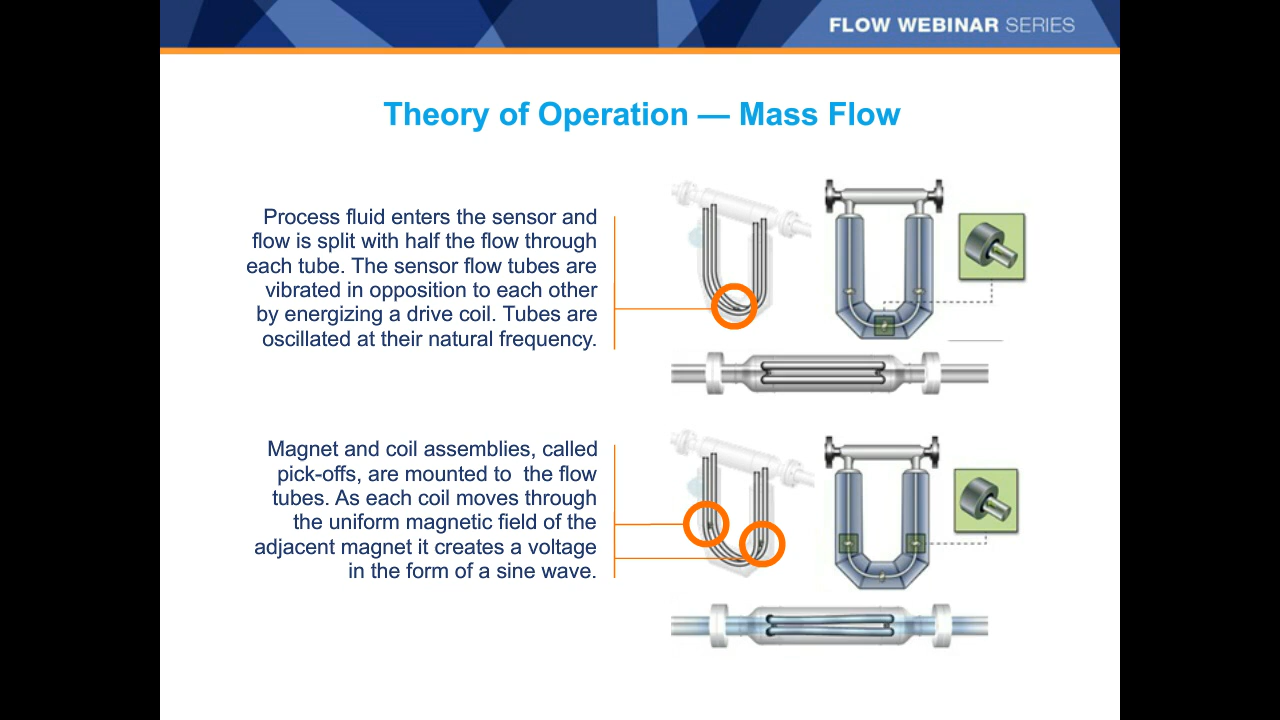 FLOW WEBINAR SERIES
Theory of Operation — Mass Flow
Process fluid enters the sensor and
flow is split with half the flow through
each tube. The sensor flow tubes are
vibrated in opposition to each other
by energizing a drive coil. Tubes are
oscillated at their natural frequency.
Magnet and coil assemblies, called
pick-offs, are mounted to  the flow
tubes. As each coil moves through
the uniform magnetic field of the
adjacent magnet it creates a voltage
in the form of a sine wave.